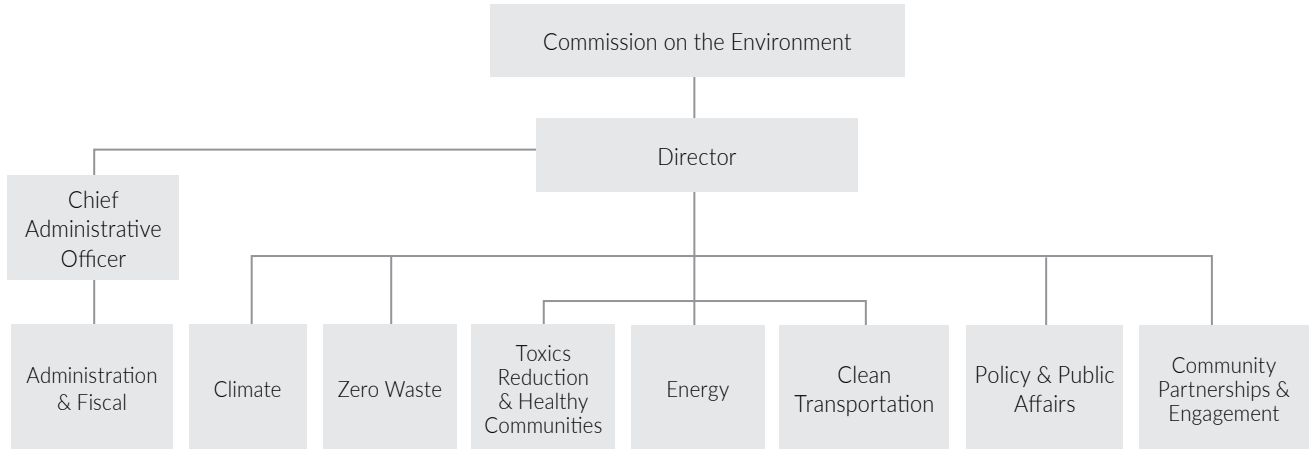 Commission on the Environment
Director
Chief
Administrative
Officer
Administration
& Fiscal
Climate
Zero Waste
Toxics
Reduction
& Healthy
Communities
Energy
Clean
Transportation
Policy & Public
Affairs
Community
Partnerships &
Engagement